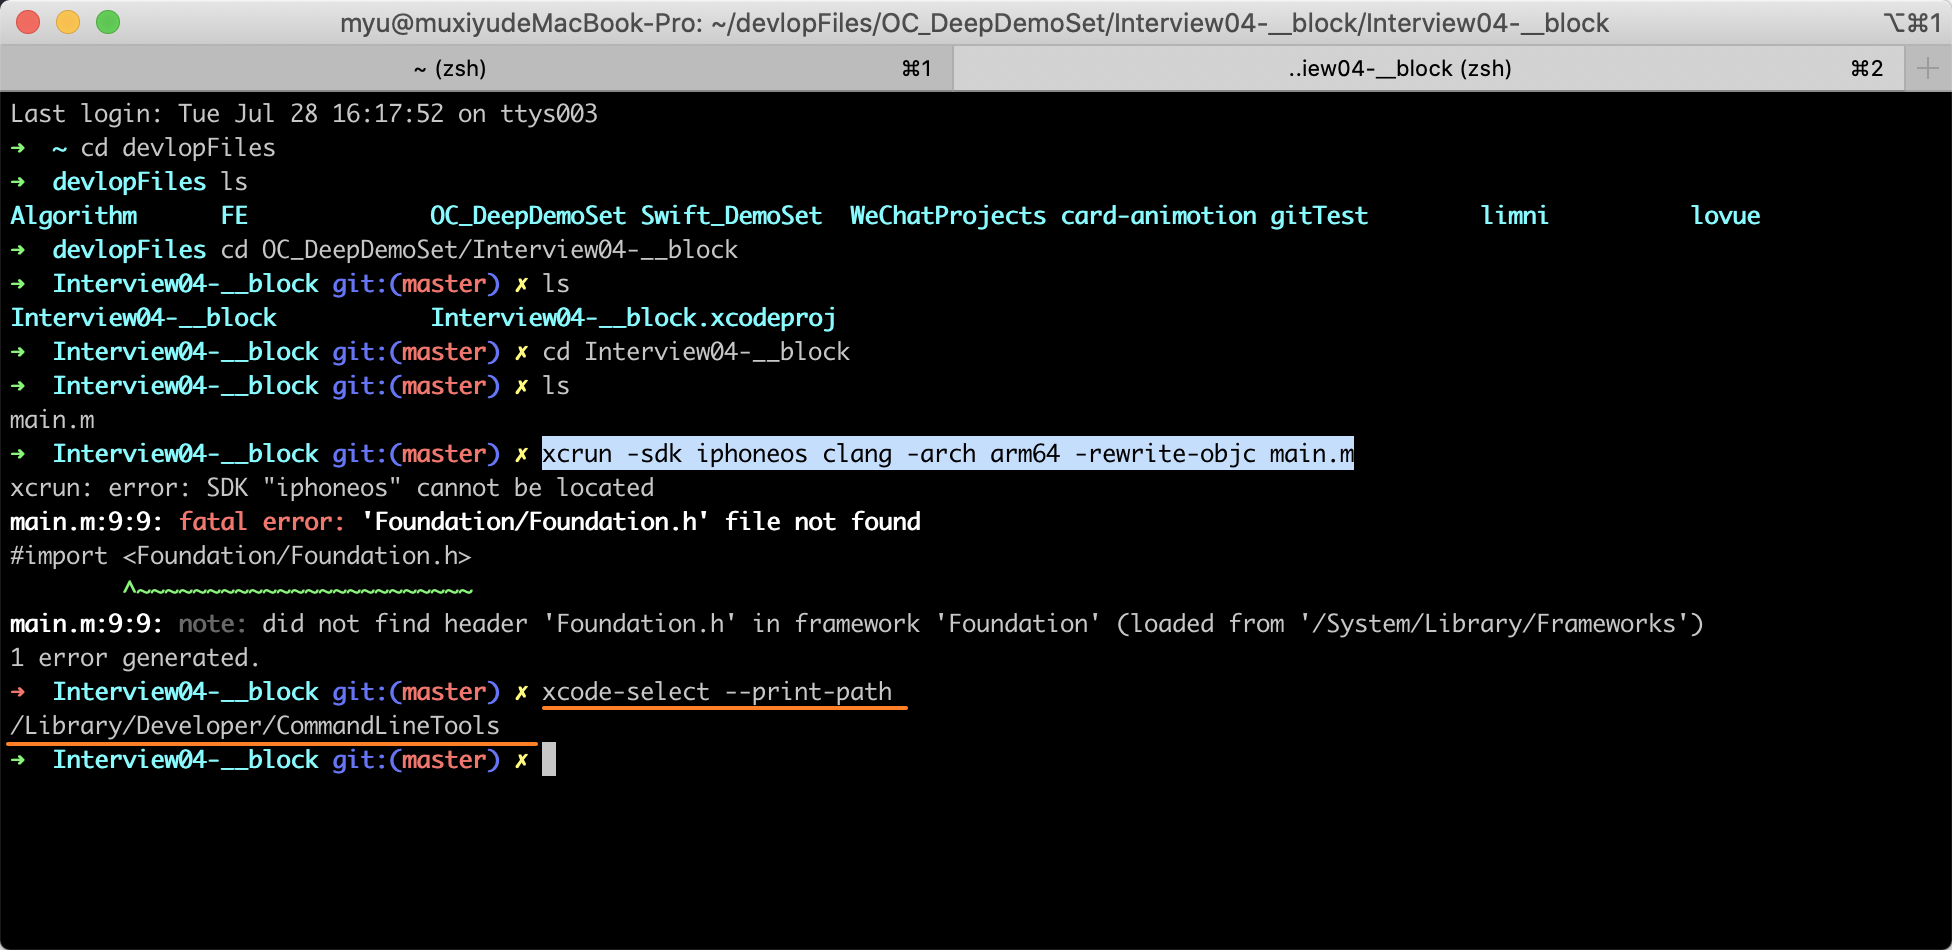 myu@muxiyudeMacBook-Pro: ~/devlopFiles/OC_DeepDemoSet/Interview04-__block/Interview04-__block ⌥⌘1
~ (zsh) ⌘1 ..iew04-__block (zsh) ⌘2 +
Last login: Tue Jul 28 16:17:52 on ttys003
➜  ~ cd devlopFiles
➜  devlopFiles ls
Algorithm      FE             OC_DeepDemoSet Swift_DemoSet  WeChatProjects card-animotion gitTest        limni          lovue
➜  devlopFiles cd OC_DeepDemoSet/Interview04-__block
➜  Interview04-__block git:(master) ✗ ls
Interview04-__block           Interview04-__block.xcodeproj
➜  Interview04-__block git:(master) ✗ cd Interview04-__block
➜  Interview04-__block git:(master) ✗ ls
main.m
➜  Interview04-__block git:(master) ✗ xcrun -sdk iphoneos clang -arch arm64 -rewrite-objc main.m
xcrun: error: SDK "iphoneos" cannot be located
main.m:9:9: fatal error: 'Foundation/Foundation.h' file not found
#import <Foundation/Foundation.h>
        ^~~~~~~~~~~~~~~~~~~~~~~~~
main.m:9:9: note: did not find header 'Foundation.h' in framework 'Foundation' (loaded from '/System/Library/Frameworks')
1 error generated.
➜  Interview04-__block git:(master) ✗ xcode-select --print-path
/Library/Developer/CommandLineTools
➜  Interview04-__block git:(master) ✗